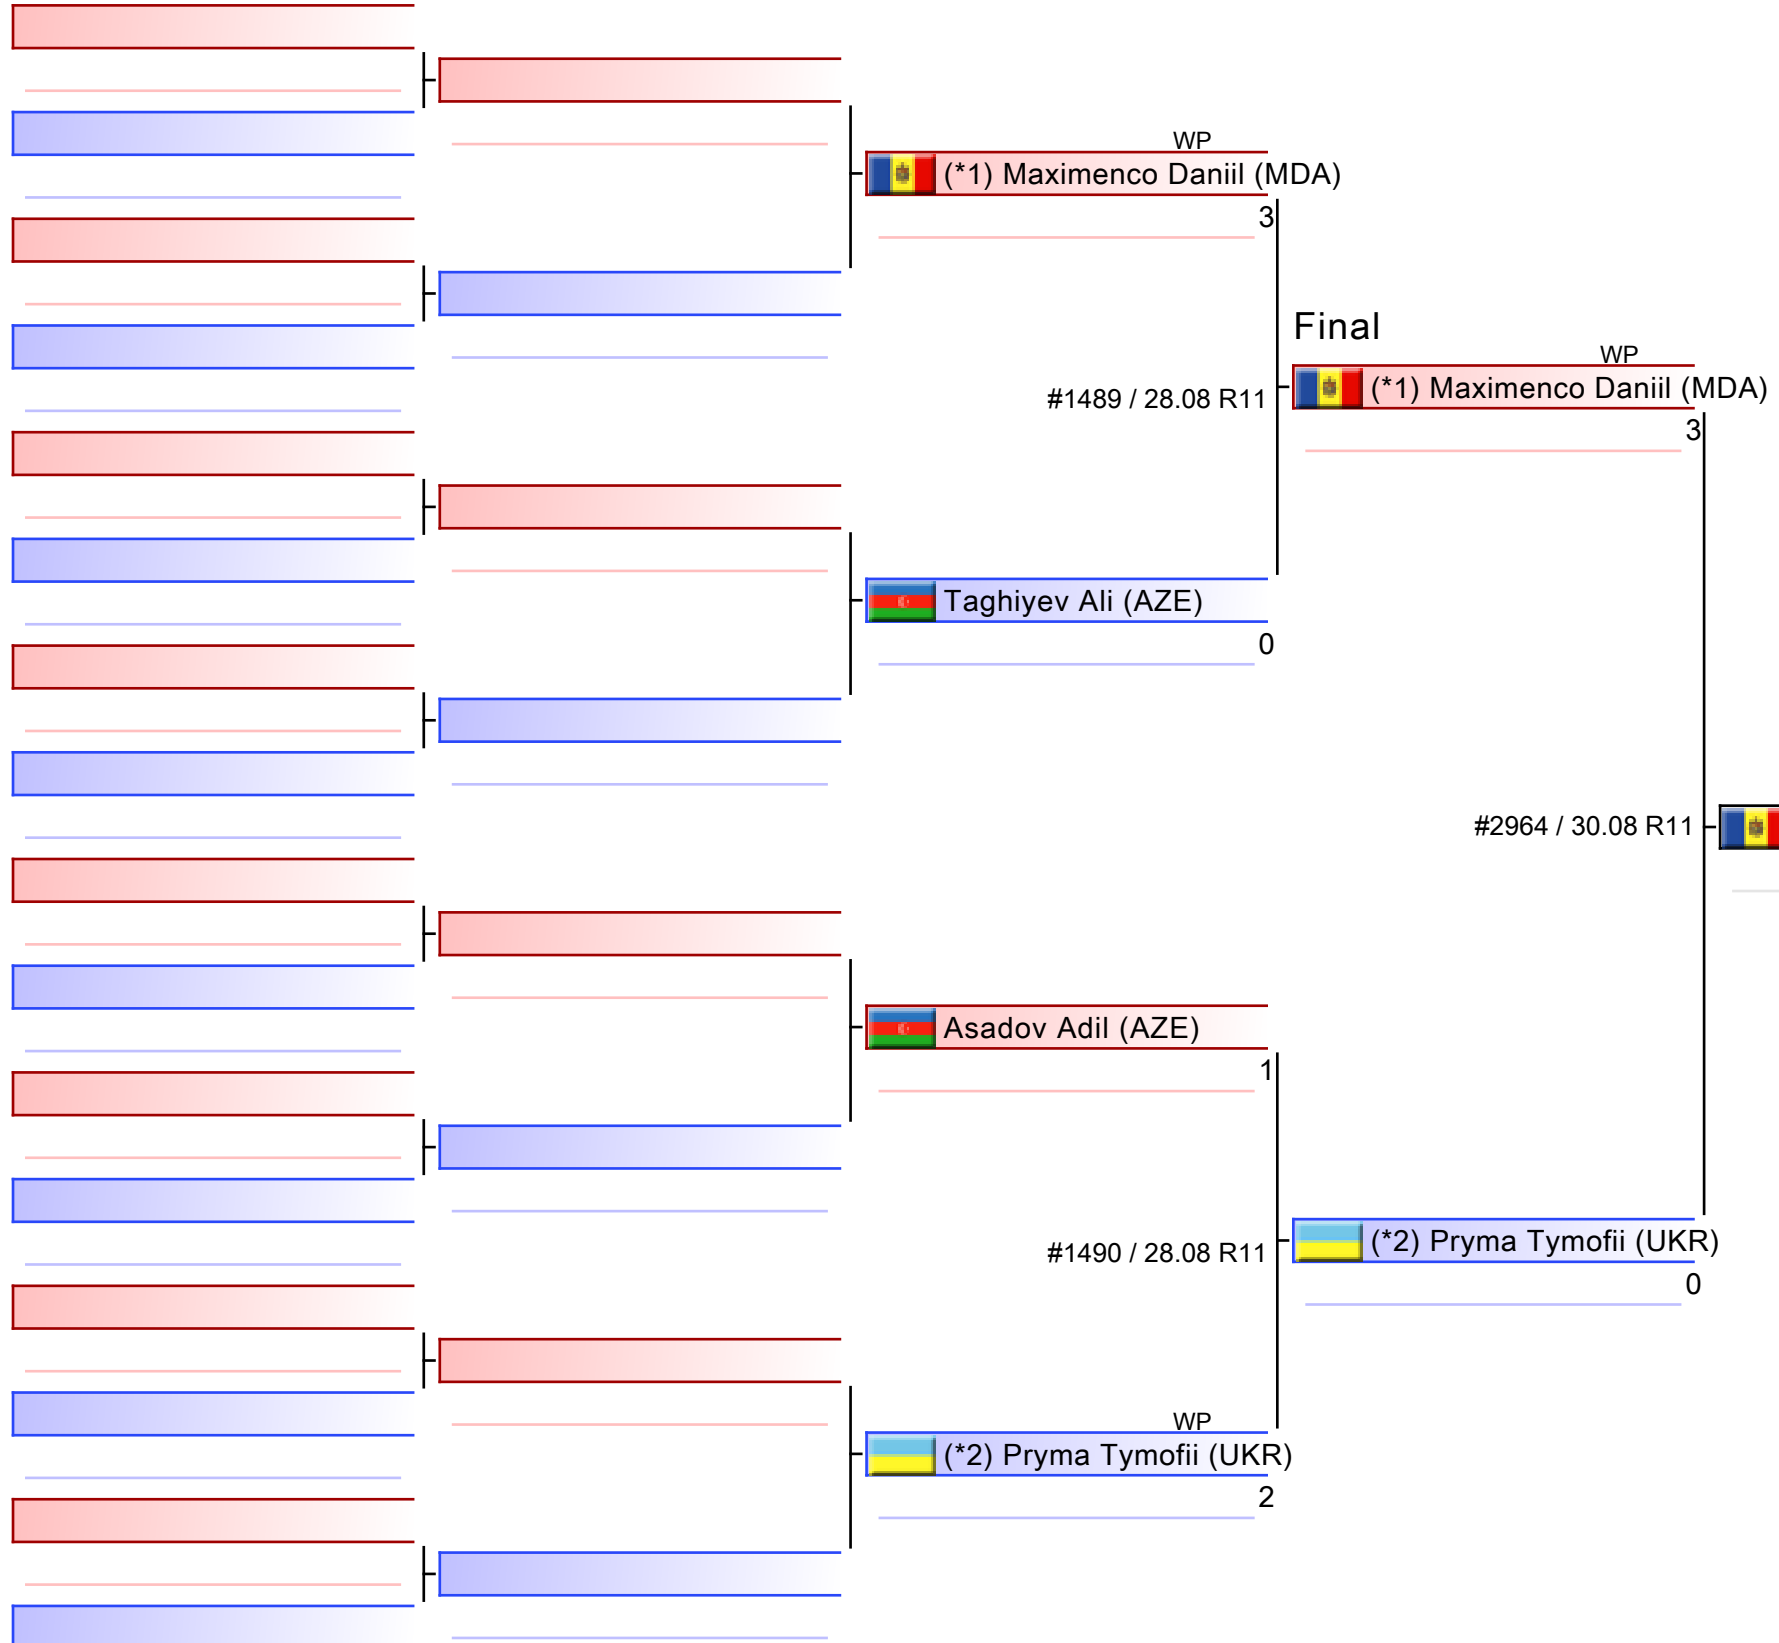 WP
(*1) Maximenco Daniil (MDA)
3
Final
WP
#1489 / 28.08 R11
(*1) Maximenco Daniil (MDA)
3
Taghiyev Ali (AZE)
0
#2964 / 30.08 R11
Asadov Adil (AZE)
1
#1490 / 28.08 R11
(*2) Pryma Tymofii (UKR)
0
WP
(*2) Pryma Tymofii (UKR)
2